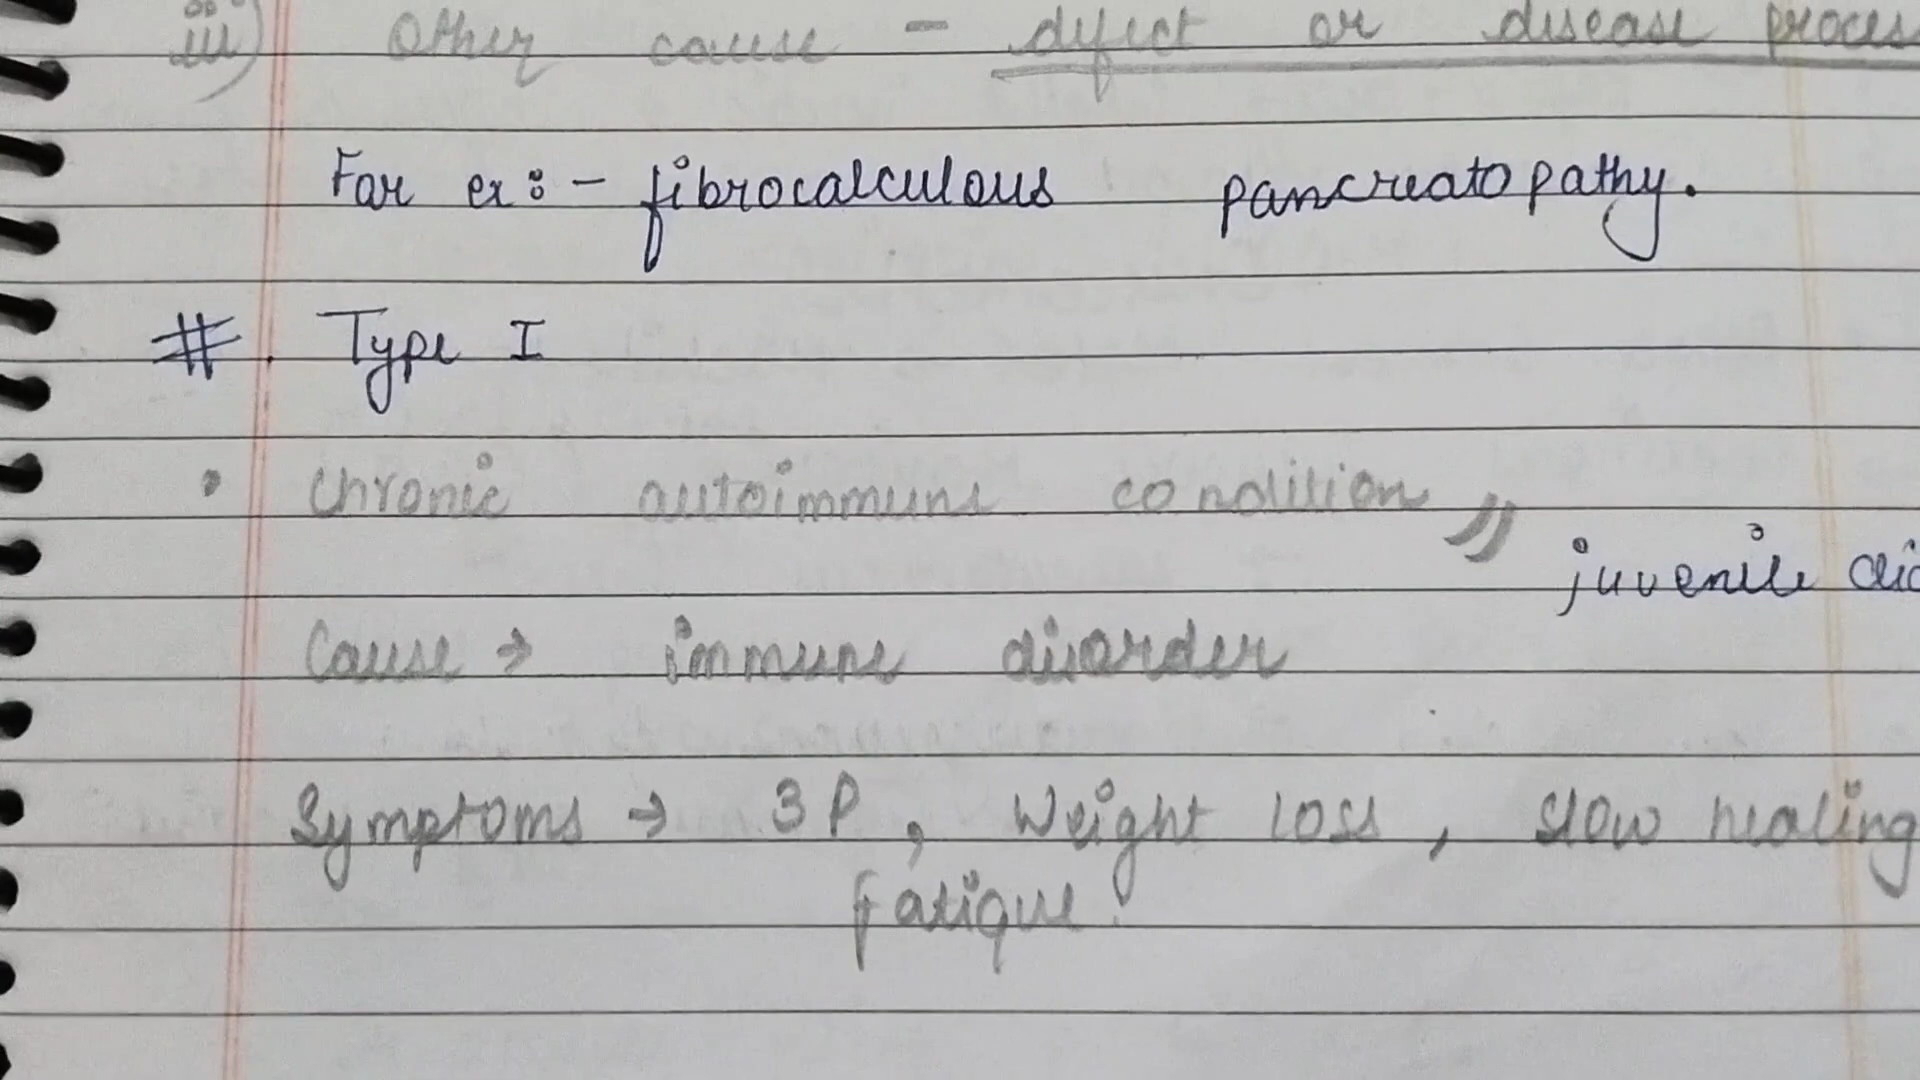 iii) Other cause - defect or disease proces
For ex:- fibrocalculous pancreatopathy.
# Type I
• Chronic autoimmune condition //
juvenile
Cause → immune disorder
Symptoms → 3P, Weight loss, slow healing
fatigue.